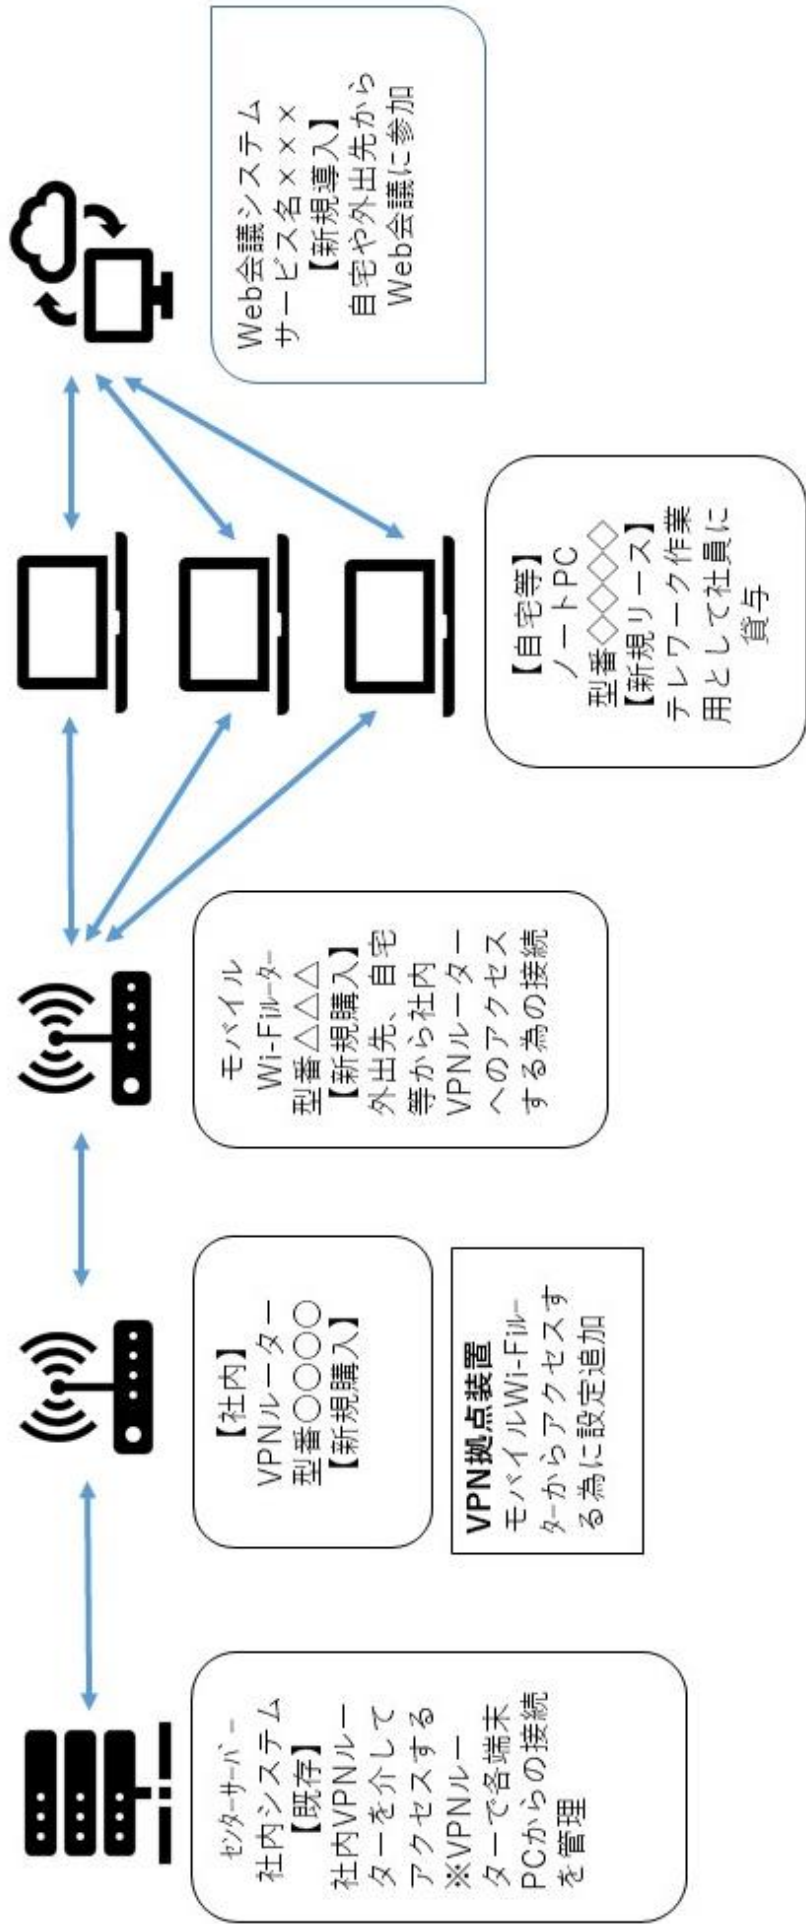 センターサーバー
社内システム
【既存】
社内VPNルー
ターを介して
アクセスする
※VPNルー
ターで各端末
PCからの接続
を管理
【社内】
VPNルーター
型番〇〇〇〇
【新規購入】
VPN拠点装置
モバイルWi-Fiルー
ターからアクセスす
る為に設定追加
モバイル
Wi-Fiルーター
型番△△△
【新規購入】
外出先、自宅
等から社内
VPNルーター
へのアクセス
する為の接続
【自宅等】
ノートPC
型番◇◇◇◇
【新規リース】
テレワーク作業
用として社員に
貸与
Web会議システム
サービス名×××
【新規導入】
自宅や外出先から
Web会議に参加